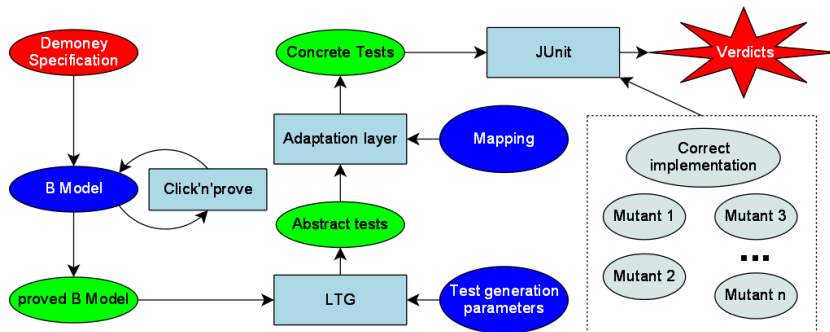 Demoney
Specification
Concrete Tests
JUnit
Verdicts
Adaptation layer
Mapping
Correct
implementation
B Model
Click'n'prove
Abstract tests
Mutant 1
Mutant 3
Mutant 2
...
Mutant n
proved B Model
LTG
Test generation
parameters